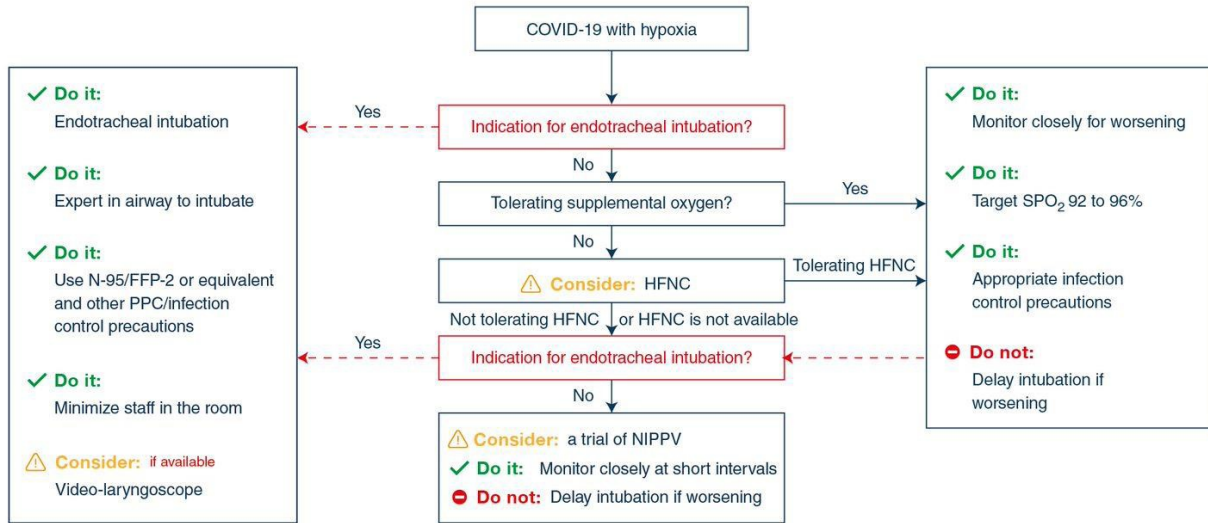 COVID-19 with hypoxia
Indication for endotracheal intubation?
Yes
No
Tolerating supplemental oxygen?
Yes
No
Consider: HFNC
Tolerating HFNC
Not tolerating HFNC or HFNC is not available
Indication for endotracheal intubation?
Yes
No
Consider: a trial of NIPPV
Do it: Monitor closely at short intervals
Do not: Delay intubation if worsening
Do it:
Endotracheal intubation
Do it:
Expert in airway to intubate
Do it:
Use N-95/FFP-2 or equivalent
and other PPC/infection
control precautions
Do it:
Minimize staff in the room
Consider: if available
Video-laryngoscope
Do it:
Monitor closely for worsening
Do it:
Target SPO₂ 92 to 96%
Do it:
Appropriate infection
control precautions
Do not:
Delay intubation if
worsening